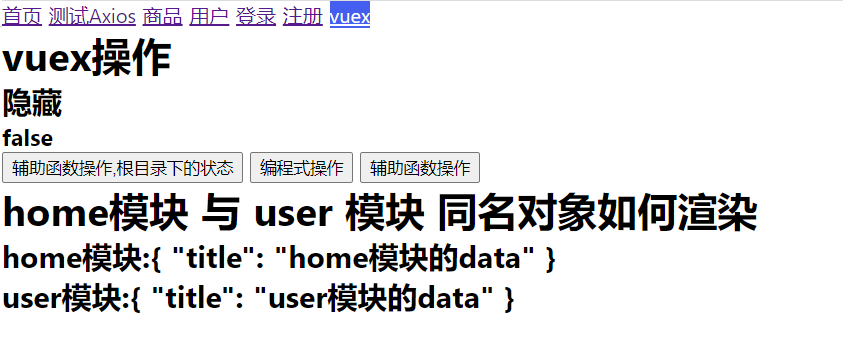 首页 测试Axios 商品 用户 登录 注册 vuex
vuex操作
隐藏
false
辅助函数操作,根目录下的状态 编程式操作 辅助函数操作
home模块 与 user 模块 同名对象如何渲染
home模块:{ "title": "home模块的data" }
user模块:{ "title": "user模块的data" }